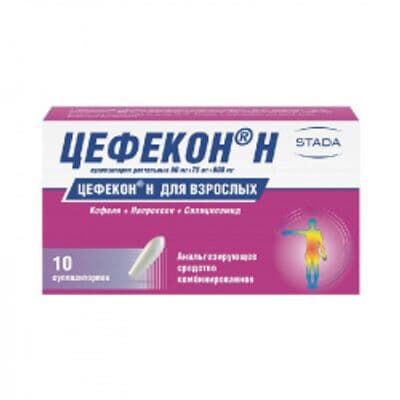 ЦЕФЕКОН® Н
STADA
суппозитории ректальные 50 мг+75 мг+600 мг
ЦЕФЕКОН® Н ДЛЯ ВЗРОСЛЫХ
Кофеин + Напроксен + Салициламид
10
суппозиториев
Анальгезирующее
средство
комбинированное